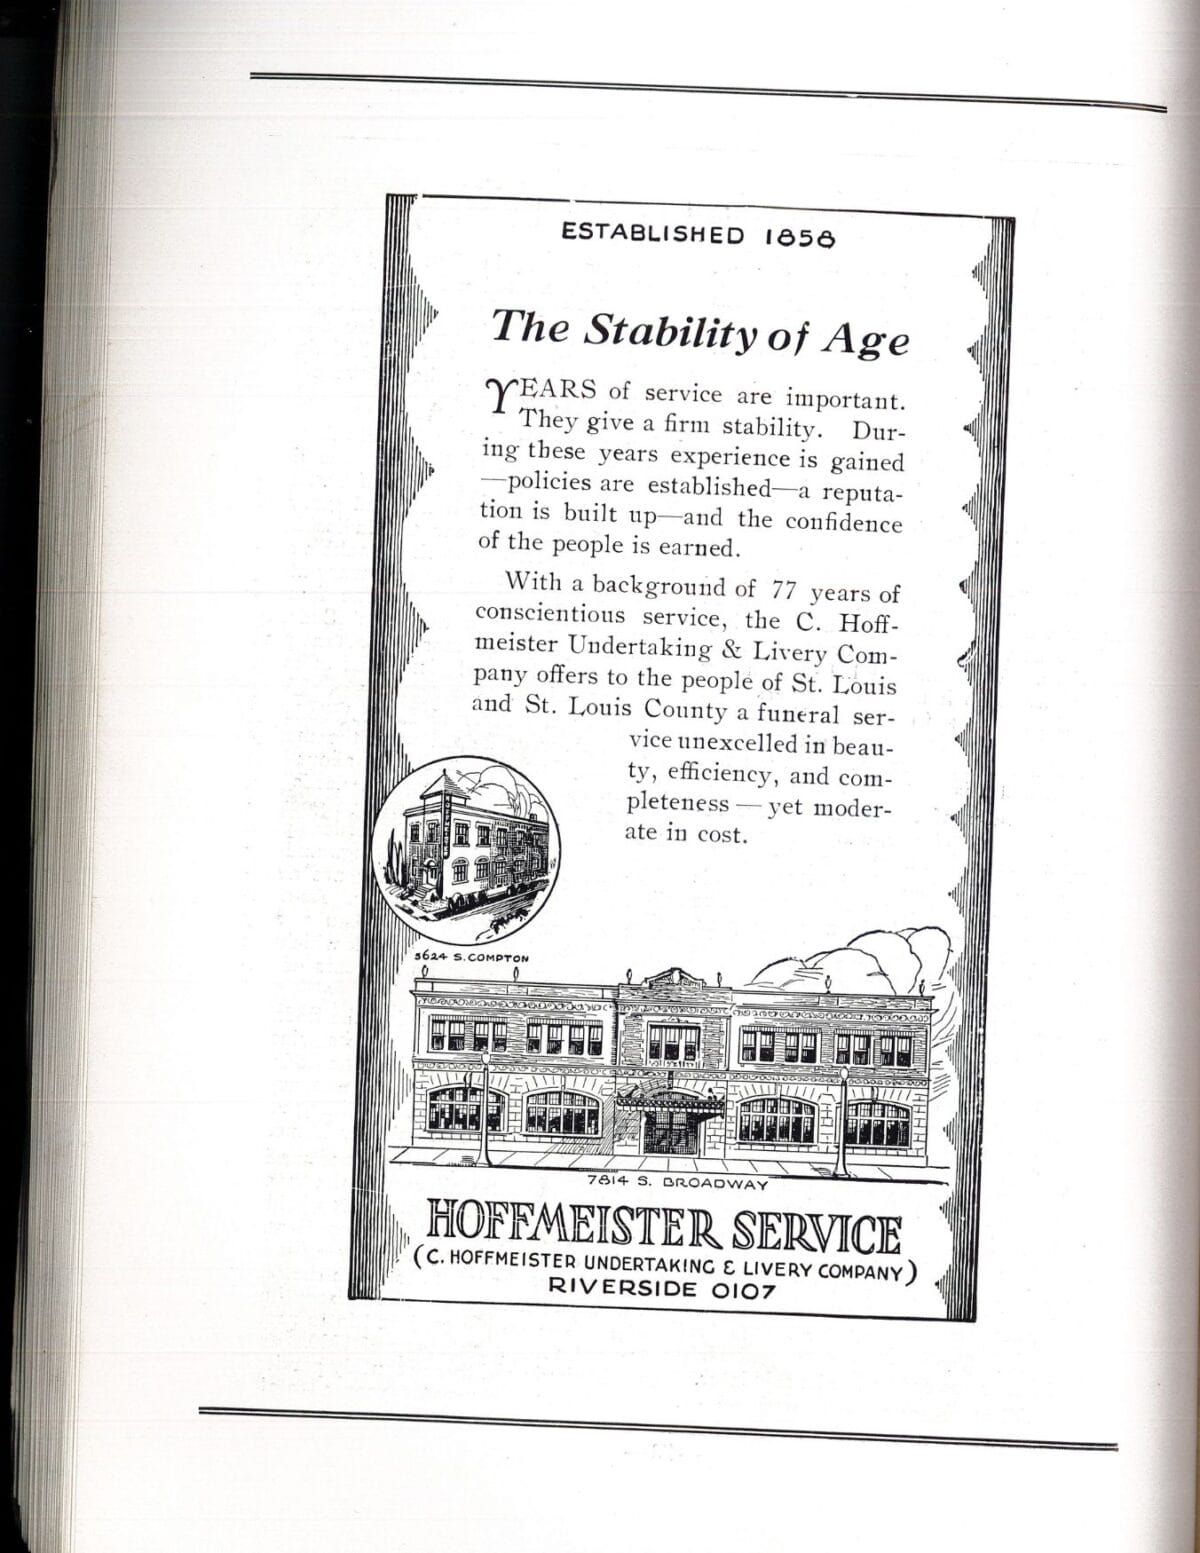 ESTABLISHED 1858
The Stability of Age
YEARS of service are important.
They give a firm stability. Dur-
ing these years experience is gained
—policies are established—a reputa-
tion is built up—and the confidence
of the people is earned.
With a background of 77 years of
conscientious service, the C. Hoff-
meister Undertaking & Livery Com-
pany offers to the people of St. Louis
and St. Louis County a funeral ser-
vice unexcelled in beau-
ty, efficiency, and com-
pleteness — yet moder-
ate in cost.
5624 S. COMPTON
7814 S. BROADWAY
HOFFMEISTER SERVICE
(C. HOFFMEISTER UNDERTAKING & LIVERY COMPANY)
RIVERSIDE 0107